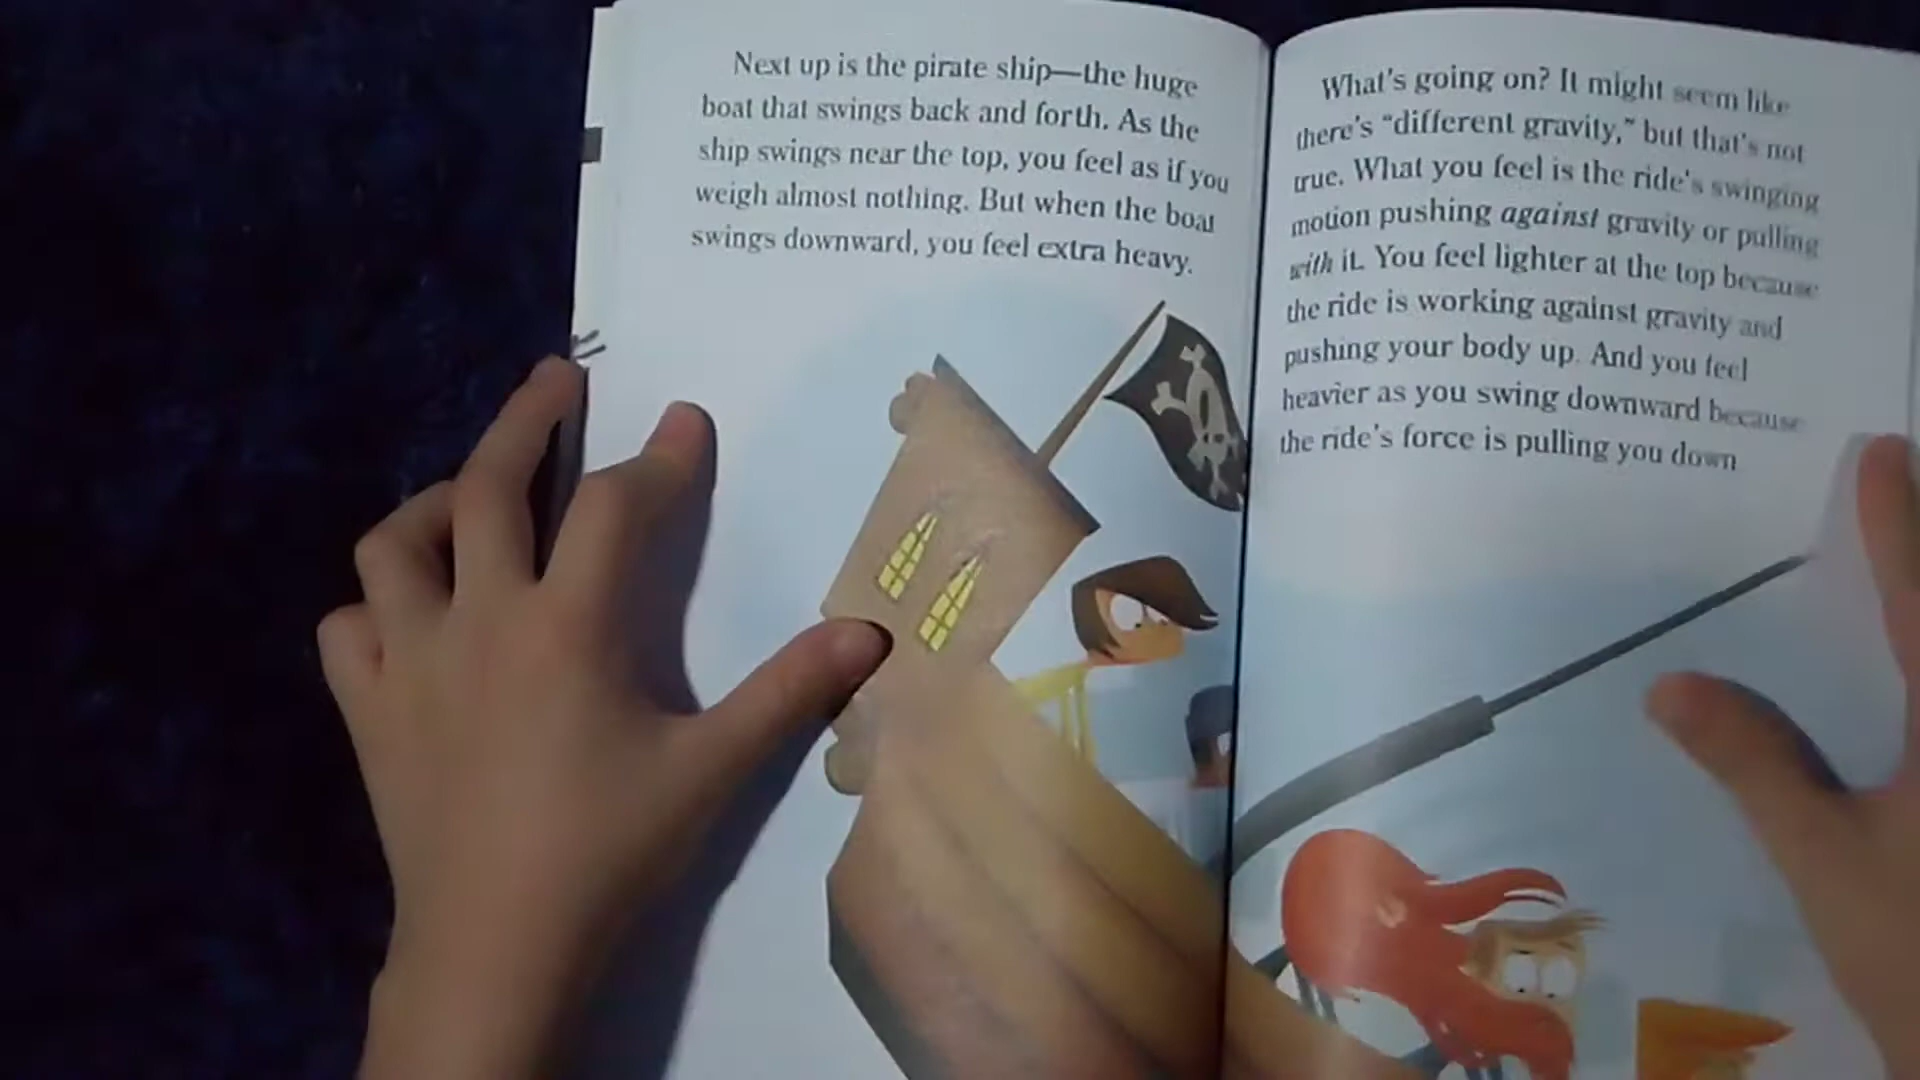 Next up is the pirate ship—the huge
boat that swings back and forth. As the
ship swings near the top, you feel as if you
weigh almost nothing. But when the boat
swings downward, you feel extra heavy.
What's going on? It might seem like
there's "different gravity," but that's not
true. What you feel is the ride's swinging
motion pushing against gravity or pulling
with it. You feel lighter at the top because
the ride is working against gravity and
pushing your body up. And you feel
heavier as you swing downward because
the ride's force is pulling you down